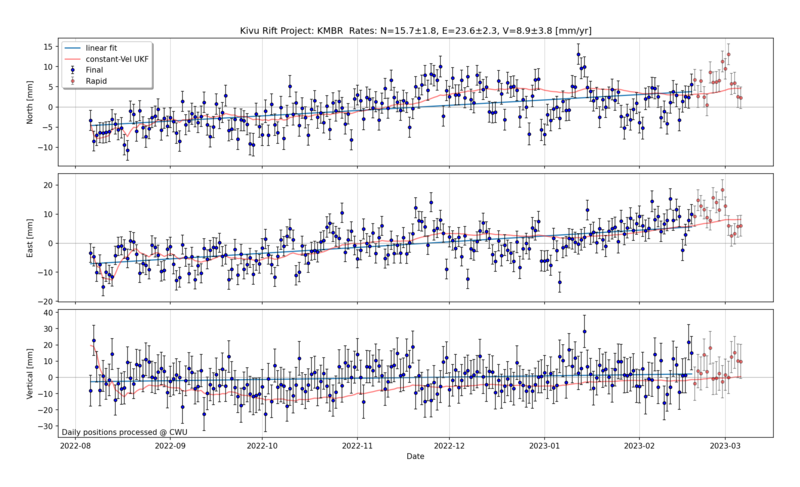 Kivu Rift Project: KMBR Rates: N=15.7±1.8, E=23.6±2.3, V=8.9±3.8 [mm/yr]
linear fit
constant-Vel UKF
Final
Rapid
North [mm]
15
10
5
0
−5
−10
East [mm]
20
10
0
−10
−20
Vertical [mm]
40
30
20
10
0
−10
−20
−30
Daily positions processed @ CWU
2022-08
2022-09
2022-10
2022-11
2022-12
2023-01
2023-02
2023-03
Date